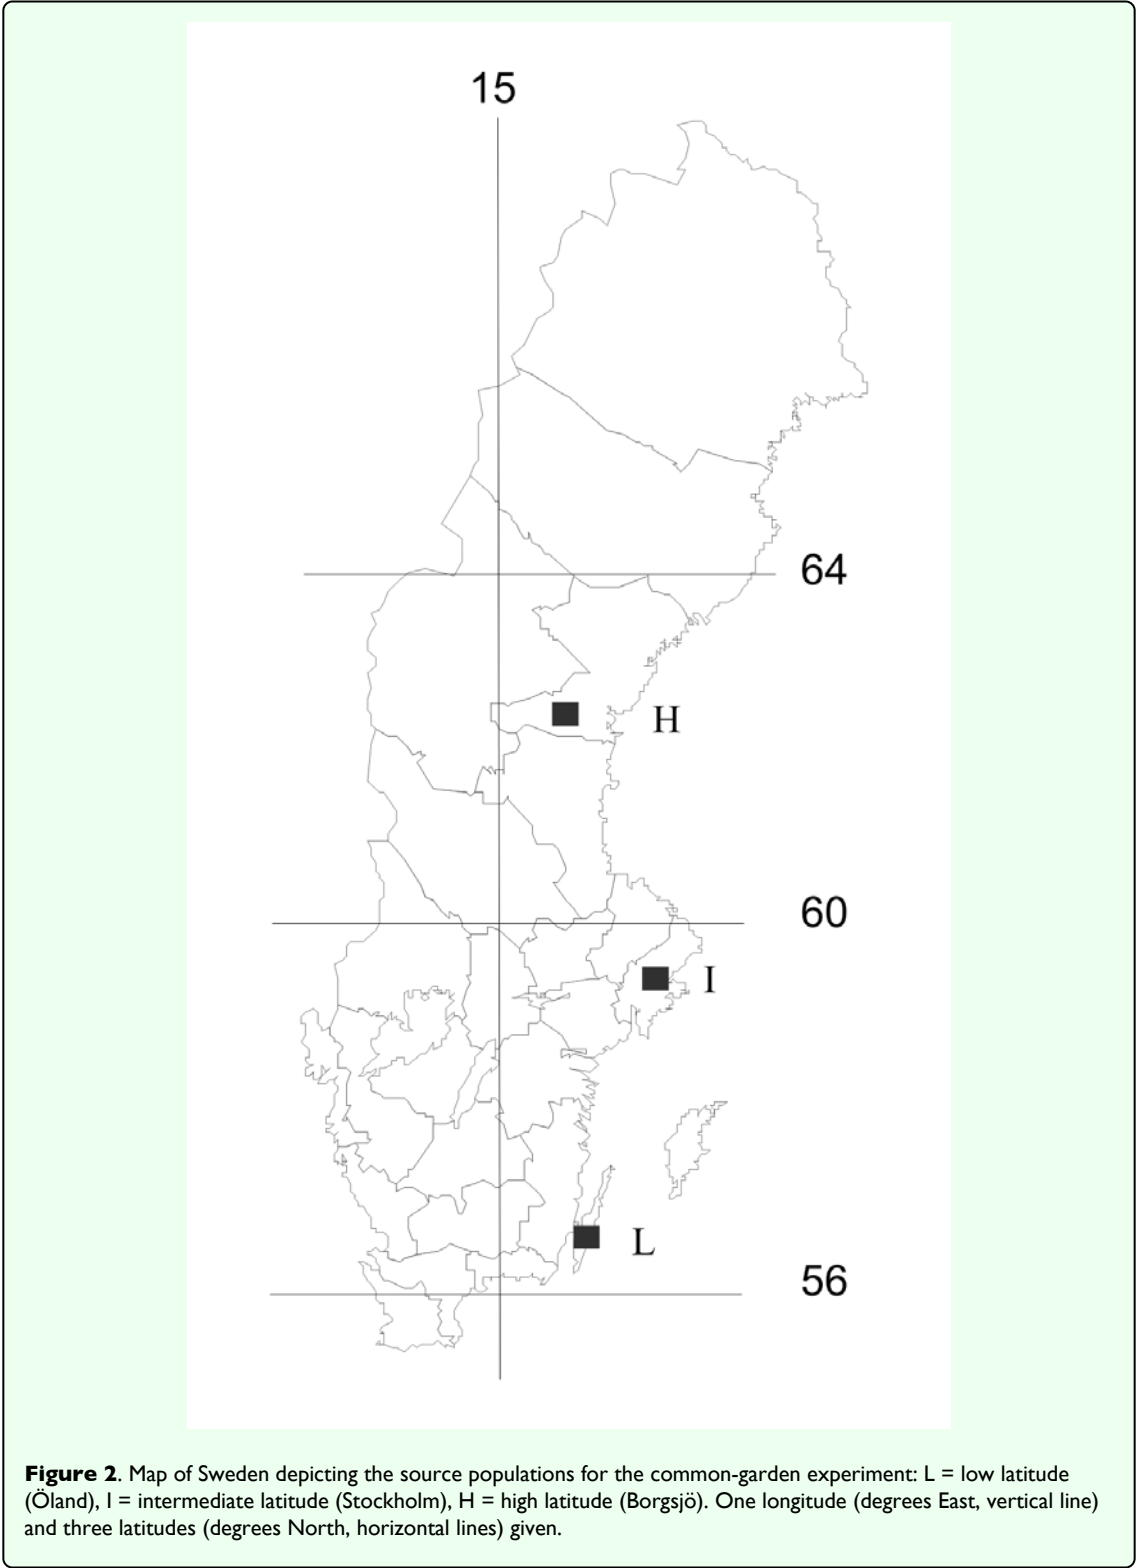 15
64
H
60
I
L
56
Figure 2. Map of Sweden depicting the source populations for the common-garden experiment: L = low latitude
(Öland), I = intermediate latitude (Stockholm), H = high latitude (Borgsjö). One longitude (degrees East, vertical line)
and three latitudes (degrees North, horizontal lines) given.